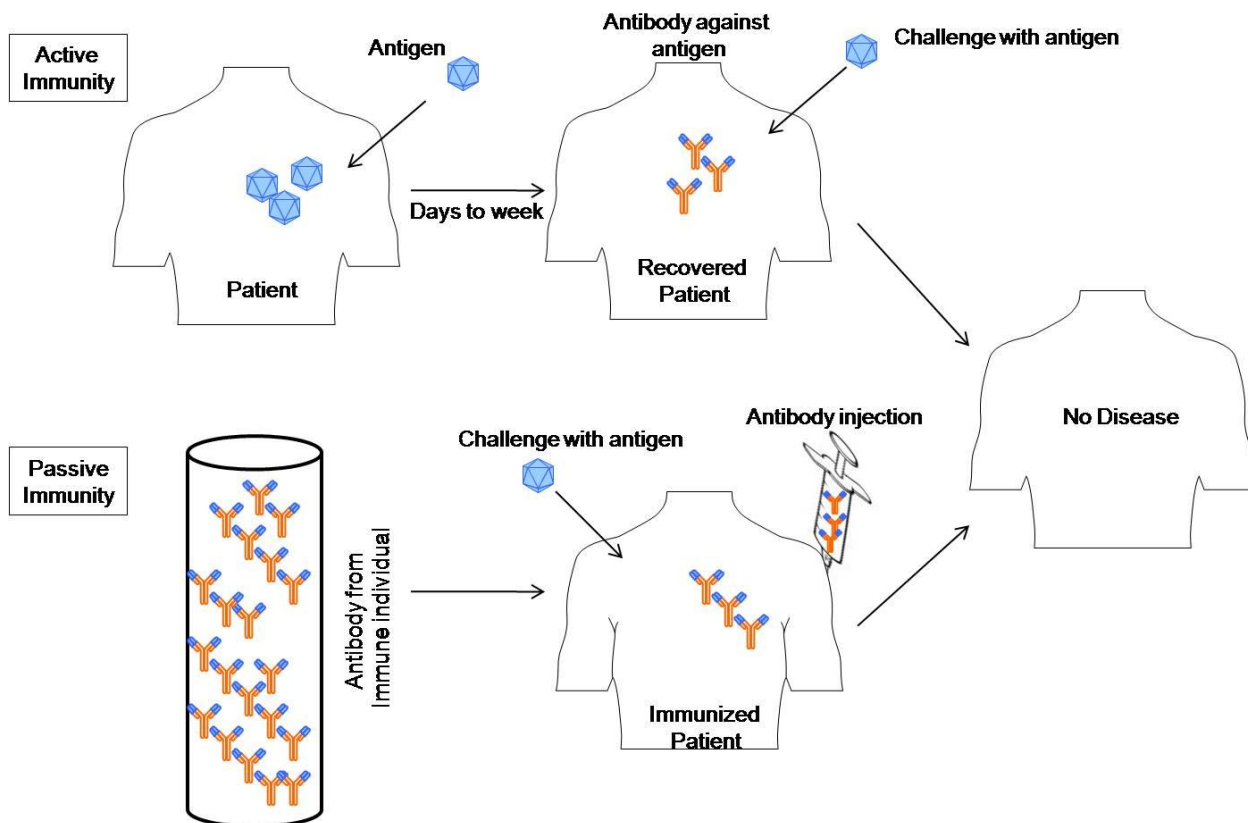 Active
Immunity
Antigen
Antibody against
antigen
Challenge with antigen
Days to week
Patient
Recovered
Patient
No Disease
Passive
Immunity
Antibody from
Immune individual
Challenge with antigen
Antibody injection
Immunized
Patient